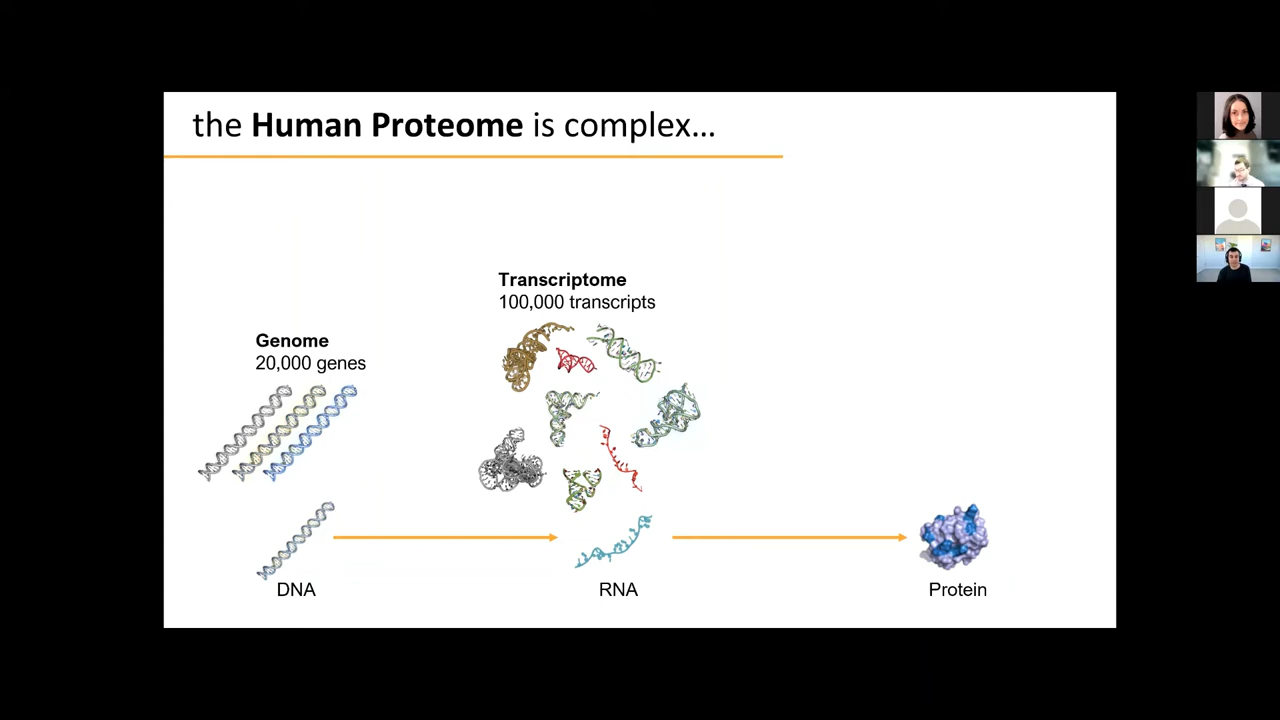 the Human Proteome is complex...
Transcriptome
100,000 transcripts
Genome
20,000 genes
DNA
RNA
Protein